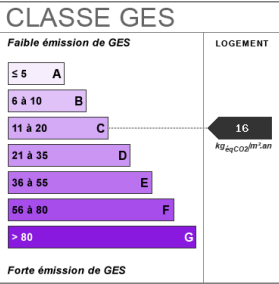 CLASSE GES
Faible émission de GES
LOGEMENT
≤ 5 A
6 à 10 B
11 à 20 C
16
kgéqCO2/m².an
21 à 35 D
36 à 55 E
56 à 80 F
> 80 G
Forte émission de GES